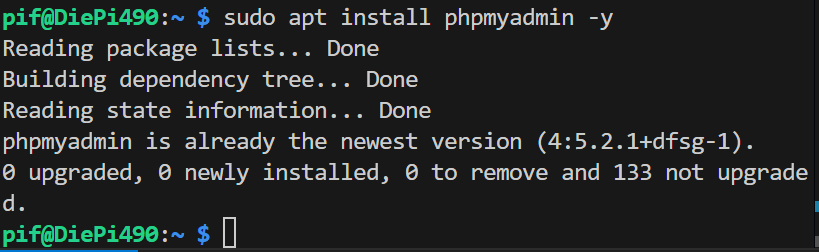 pif@DiePi490:~ $ sudo apt install phpmyadmin -y
Reading package lists... Done
Building dependency tree... Done
Reading state information... Done
phpmyadmin is already the newest version (4:5.2.1+dfsg-1).
0 upgraded, 0 newly installed, 0 to remove and 133 not upgrade
d.
pif@DiePi490:~ $